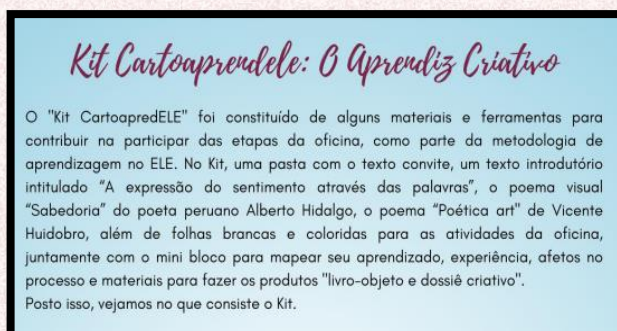 Kit Cartoaprendele: O Aprendiz Criativo
O "Kit CartoapredELE" foi constituído de alguns materiais e ferramentas para
contribuir na participar das etapas da oficina, como parte da metodologia de
aprendizagem no ELE. No Kit, uma pasta com o texto convite, um texto introdutório
intitulado “A expressão do sentimento através das palavras”, o poema visual
“Sabedoria” do poeta peruano Alberto Hidalgo, o poema “Poética art" de Vicente
Huidobro, além de folhas brancas e coloridas para as atividades da oficina,
juntamente com o mini bloco para mapear seu aprendizado, experiência, afetos no
processo e materiais para fazer os produtos "livro-objeto e dossiê criativo".
Posto isso, vejamos no que consiste o Kit.